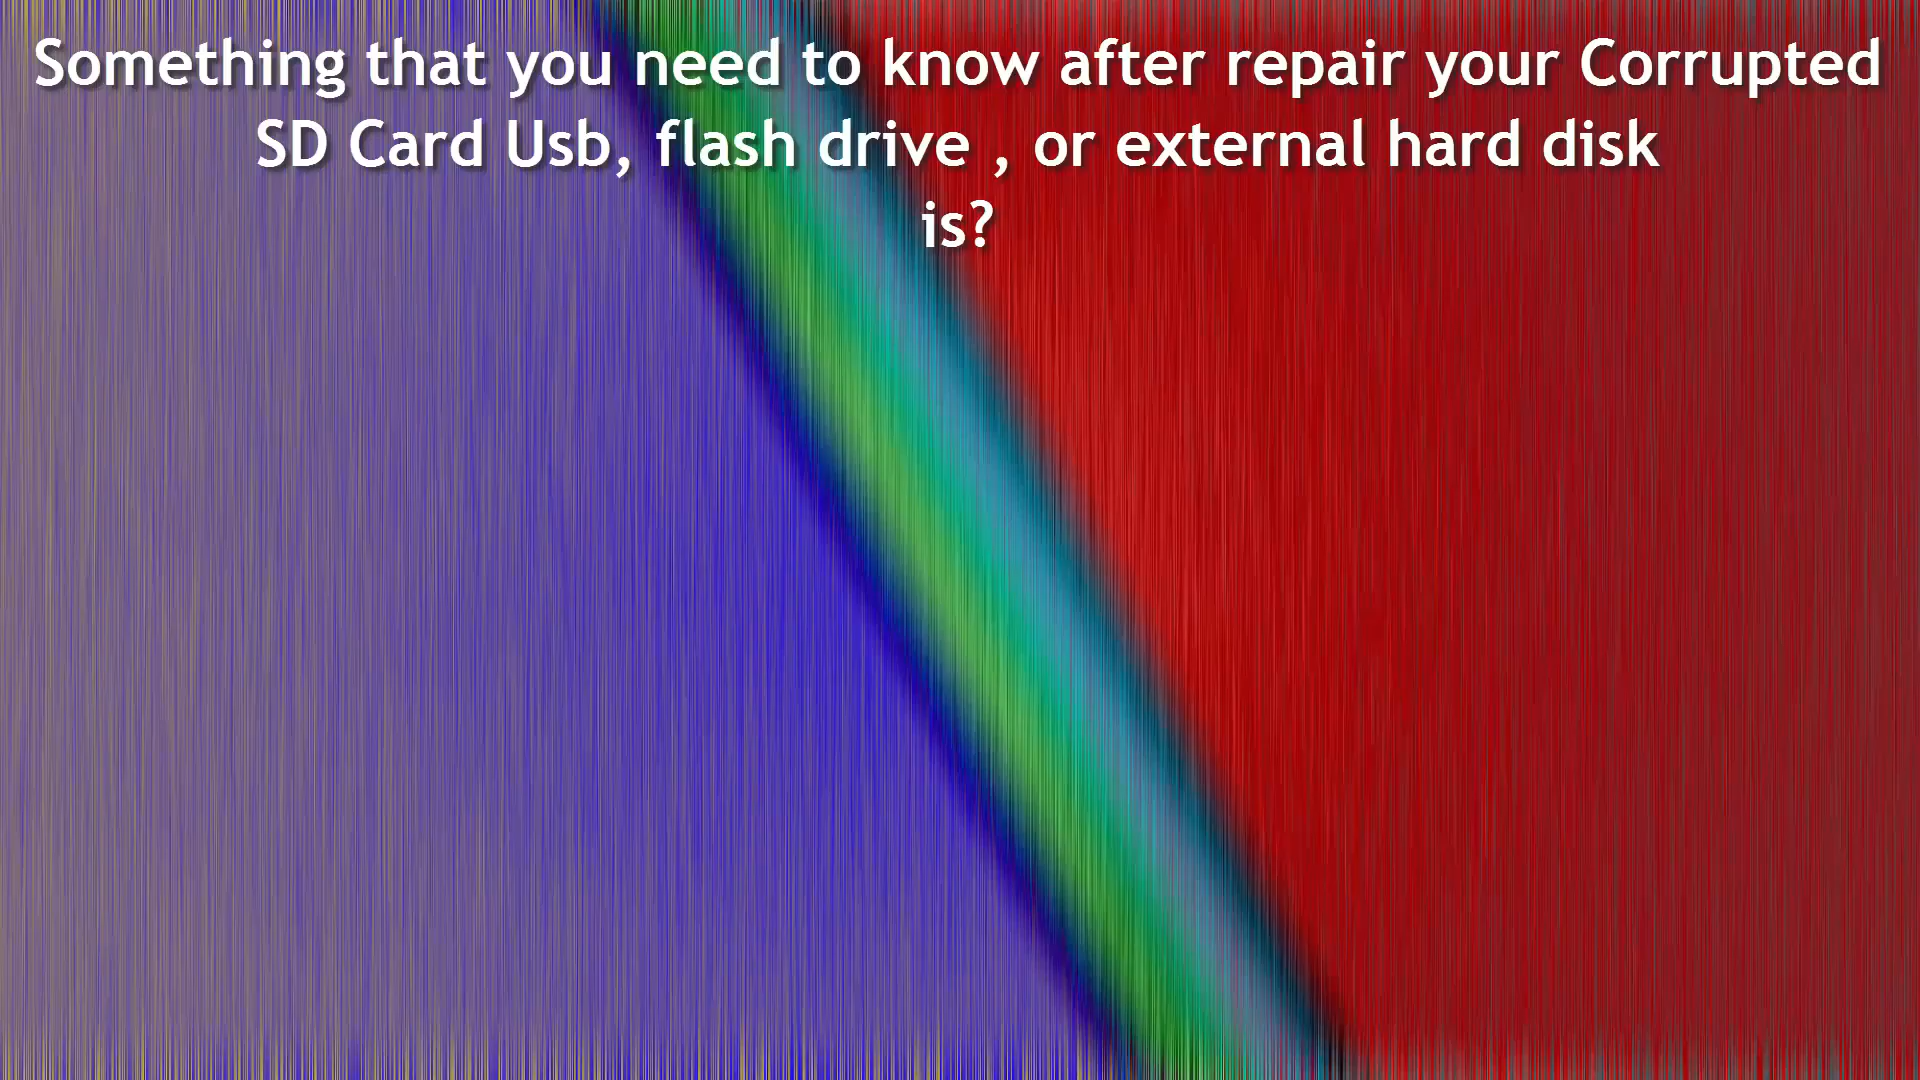 Something that you need to know after repair your Corrupted
SD Card Usb, flash drive , or external hard disk
is?